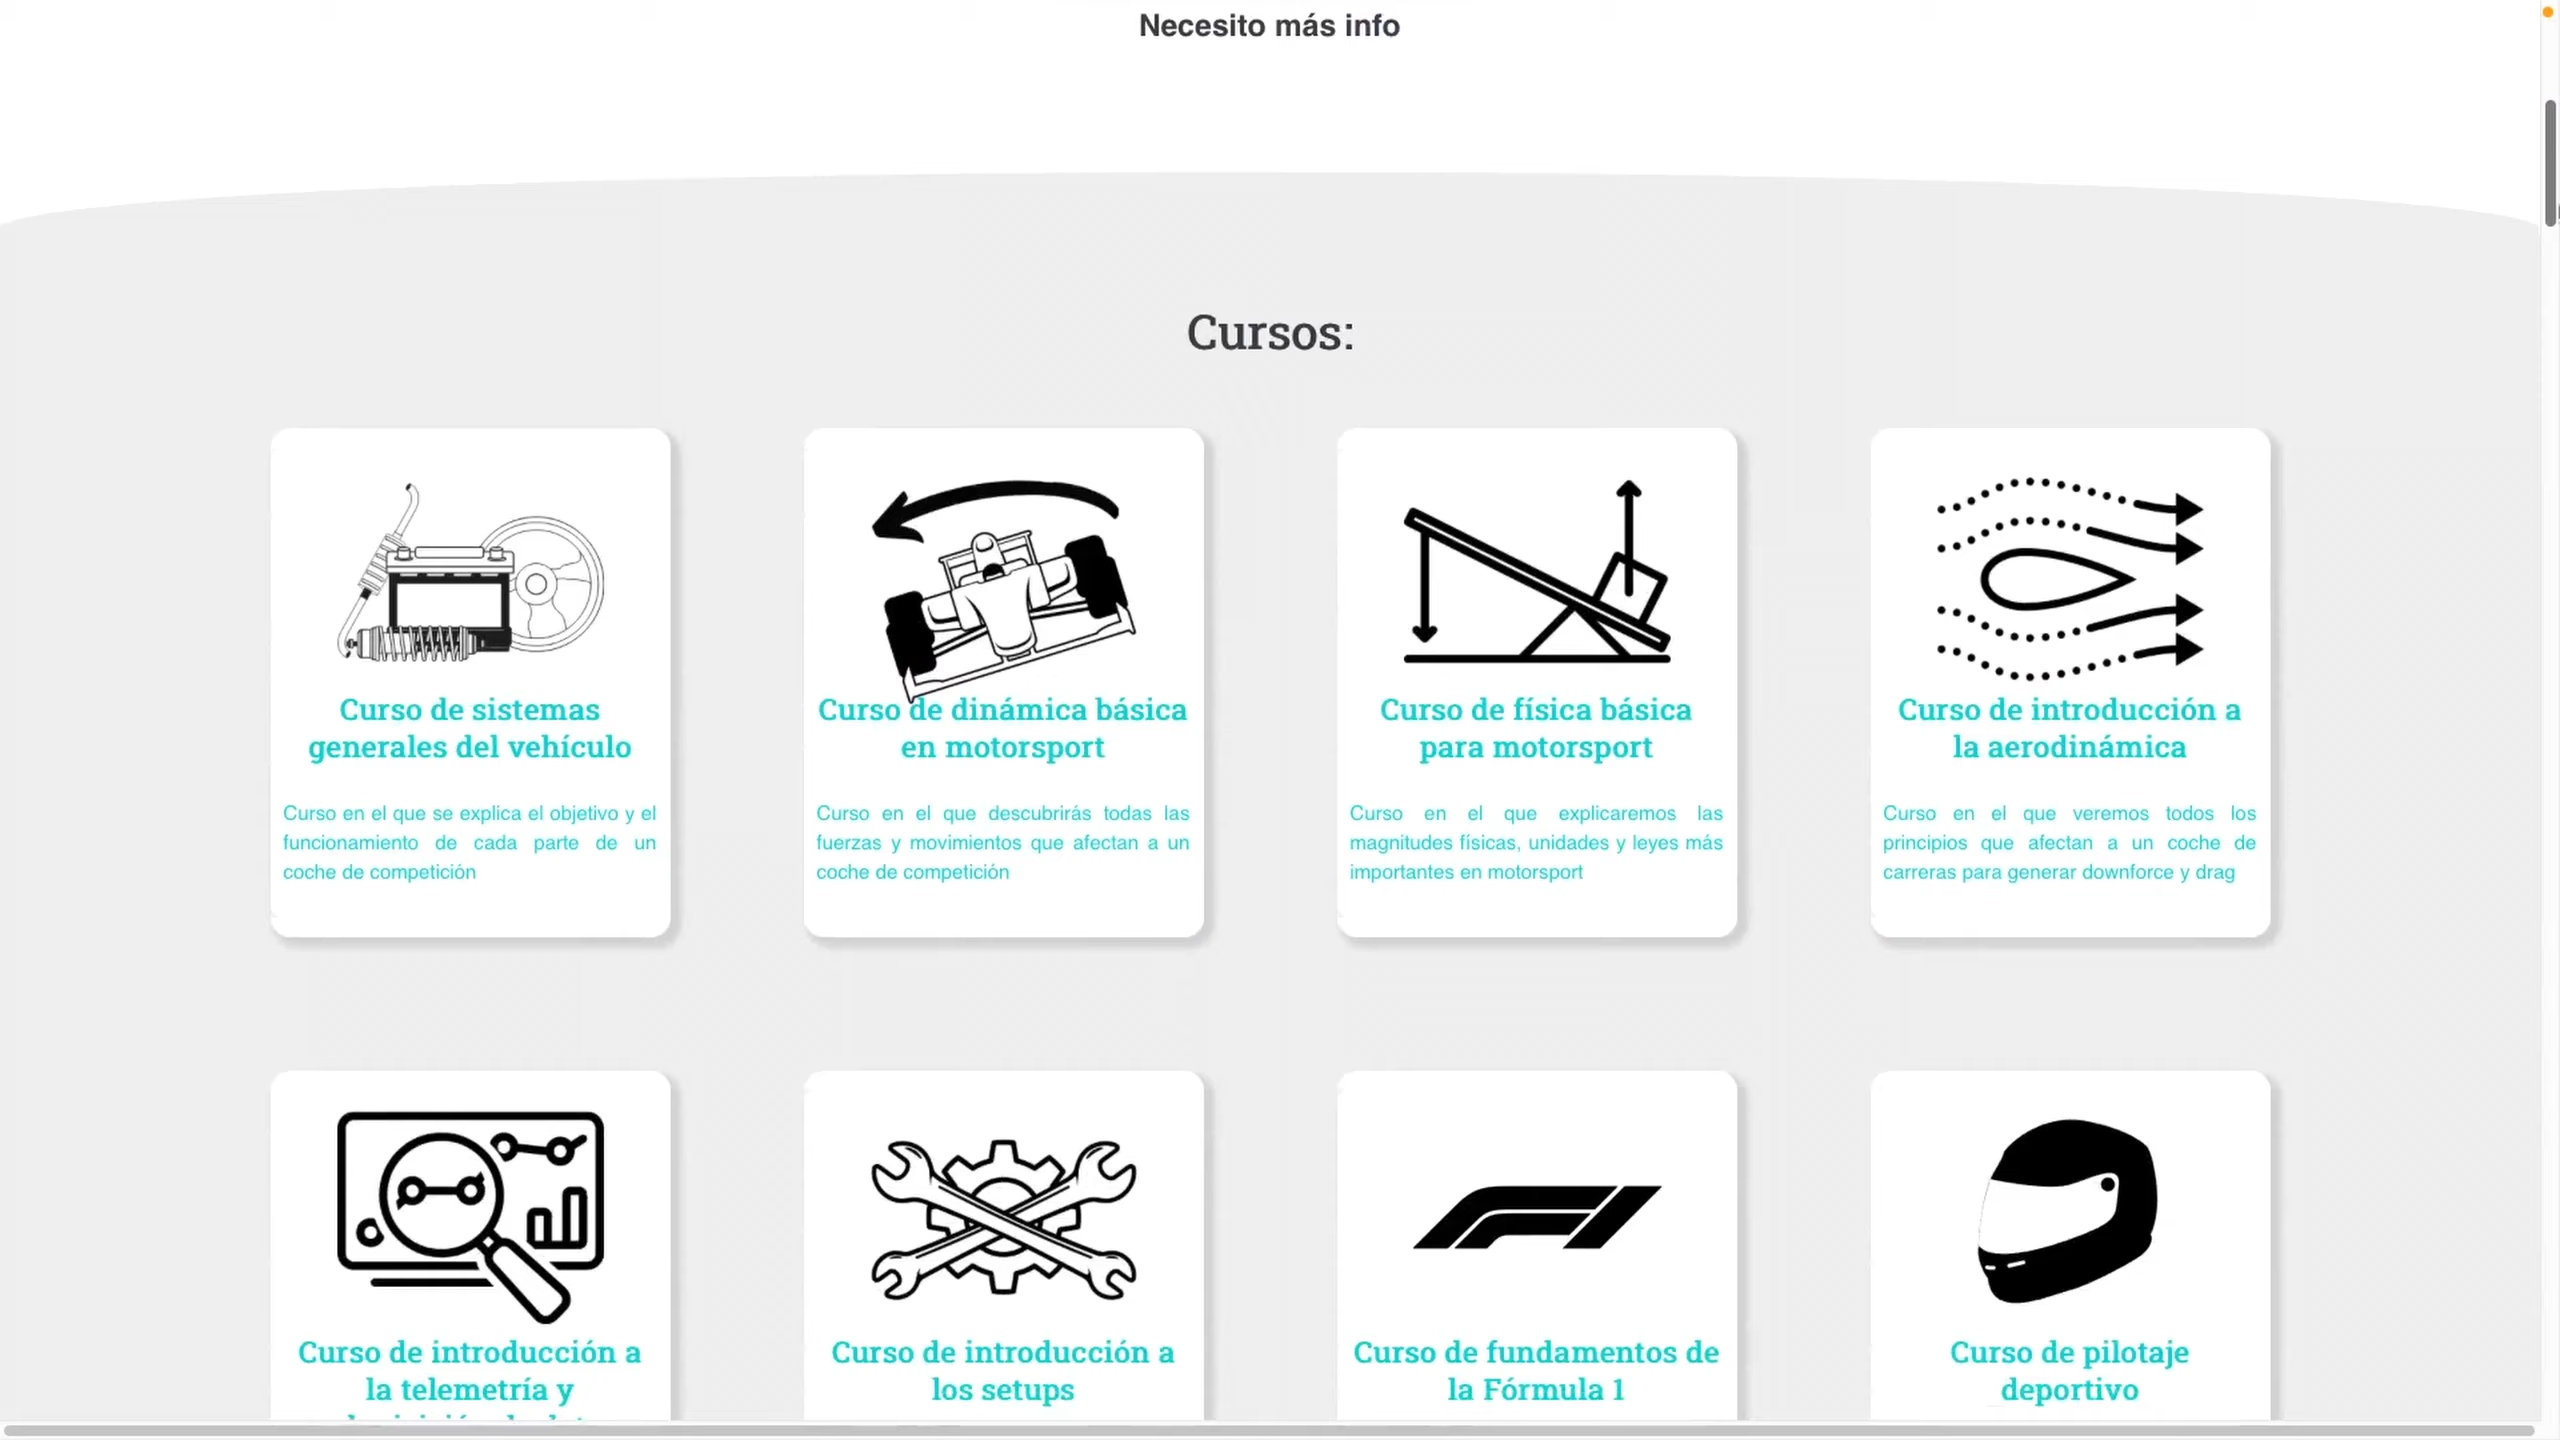 Necesito más info
Cursos:
Curso de sistemas
generales del vehículo
Curso en el que se explica el objetivo y el
funcionamiento de cada parte de un
coche de competición
Curso de dinámica básica
en motorsport
Curso en el que descubrirás todas las
fuerzas y movimientos que afectan a un
coche de competición
Curso de física básica
para motorsport
Curso en el que explicaremos las
magnitudes físicas, unidades y leyes más
importantes en motorsport
Curso de introducción a
la aerodinámica
Curso en el que veremos todos los
principios que afectan a un coche de
carreras para generar downforce y drag
Curso de introducción a
la telemetría y
Curso de introducción a
los setups
Curso de fundamentos de
la Fórmula 1
Curso de pilotaje
deportivo